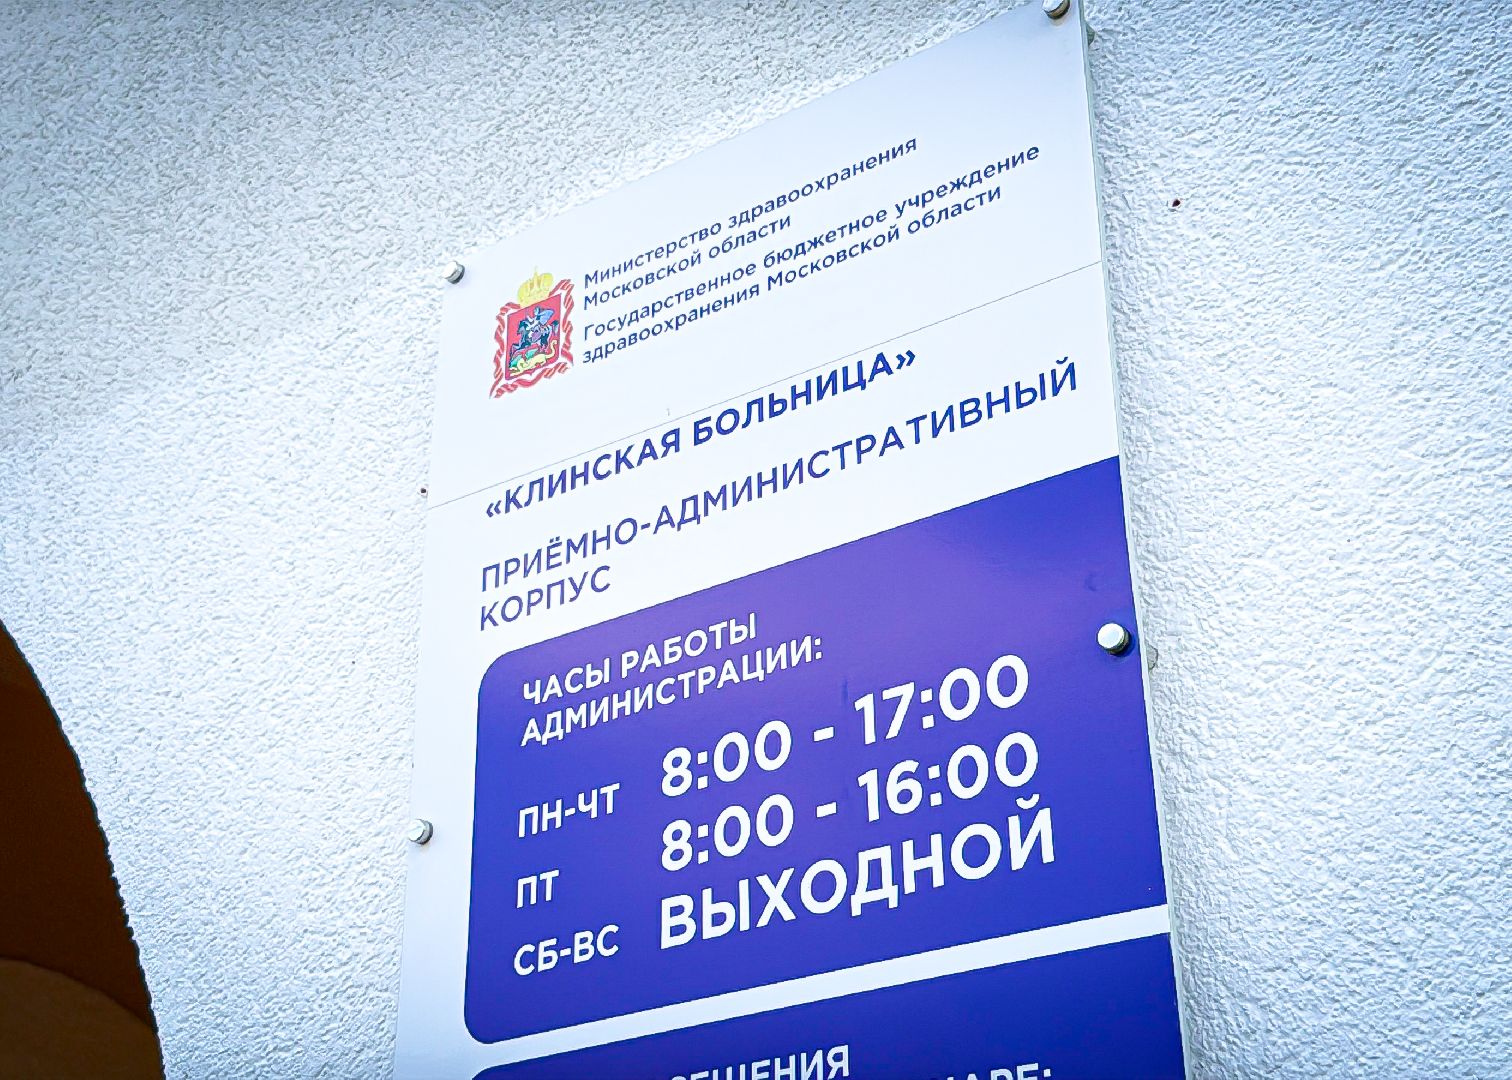 Министерство здравоохранения
Московской области
Государственное бюджетное учреждение
здравоохранения Московской области
«КЛИНСКАЯ БОЛЬНИЦА»
ПРИЁМНО-АДМИНИСТРАТИВНЫЙ
КОРПУС
ЧАСЫ РАБОТЫ
АДМИНИСТРАЦИИ:
ПН-ЧТ 8:00 - 17:00
ПТ 8:00 - 16:00
СБ-ВС ВЫХОДНОЙ